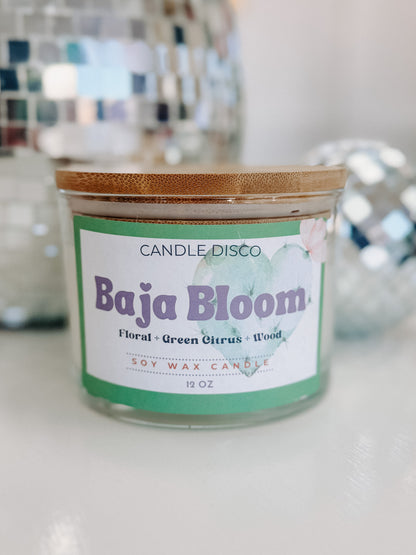 CANDLE DISCO
Baja Bloom
Floral + Green Citrus + Wood
SOY WAX CANDLE
12 OZ